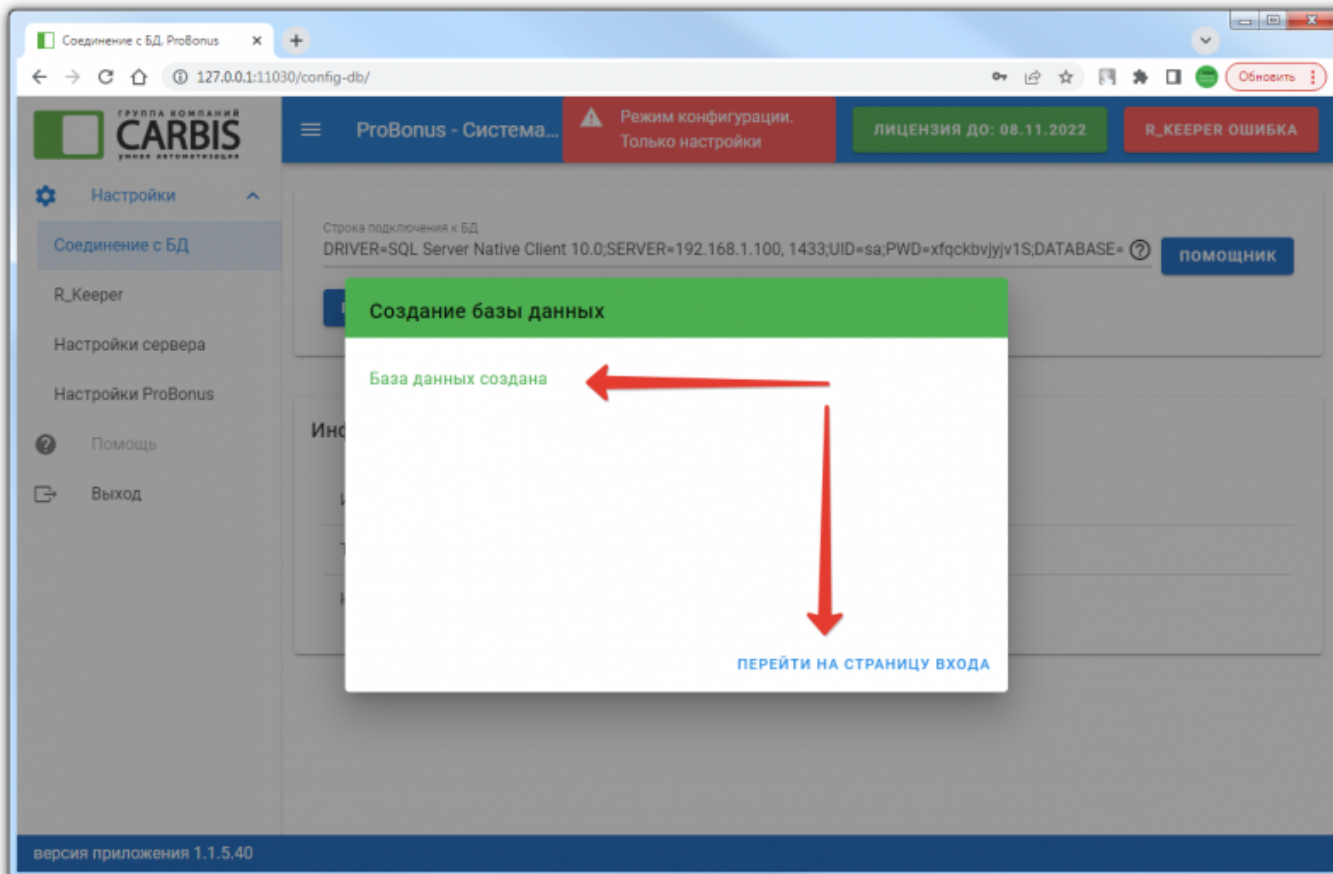 Соединение с БД, ProBonus
127.0.0.1:11030/config-db/
Обновить
ГРУППА КОМПАНИЙ
CARBIS
умная автоматизация
ProBonus - Система...
Режим конфигурации.
Только настройки
ЛИЦЕНЗИЯ ДО: 08.11.2022
R_KEEPER ОШИБКА
Настройки
Соединение с БД
R_Keeper
Настройки сервера
Настройки ProBonus
Помощь
Выход
Строка подключения к БД
DRIVER=SQL Server Native Client 10.0;SERVER=192.168.1.100, 1433;UID=sa;PWD=xfqckbvjyjv1S;DATABASE=
ПОМОЩНИК
Создание базы данных
База данных создана
ПЕРЕЙТИ НА СТРАНИЦУ ВХОДА
версия приложения 1.1.5.40